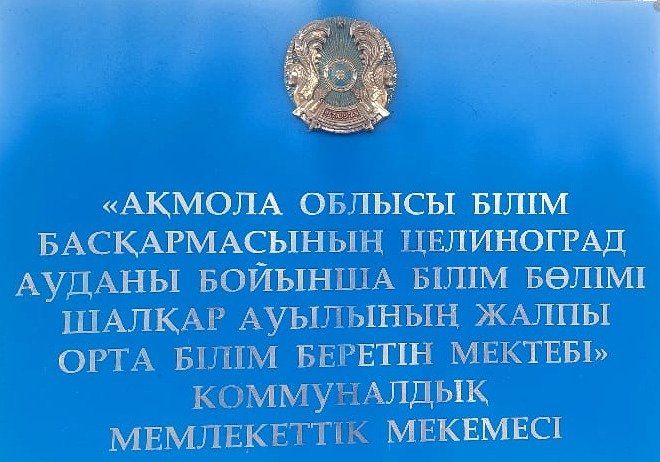 «АҚМОЛА ОБЛЫСЫ БІЛІМ
БАСҚАРМАСЫНЫҢ ЦЕЛИНОГРАД
АУДАНЫ БОЙЫНША БІЛІМ БӨЛІМІ
ШАЛҚАР АУЫЛЫНЫҢ ЖАЛПЫ
ОРТА БІЛІМ БЕРЕТІН МЕКТЕБІ»
КОММУНАЛДЫҚ
МЕМЛЕКЕТТІК МЕКЕМЕСІ